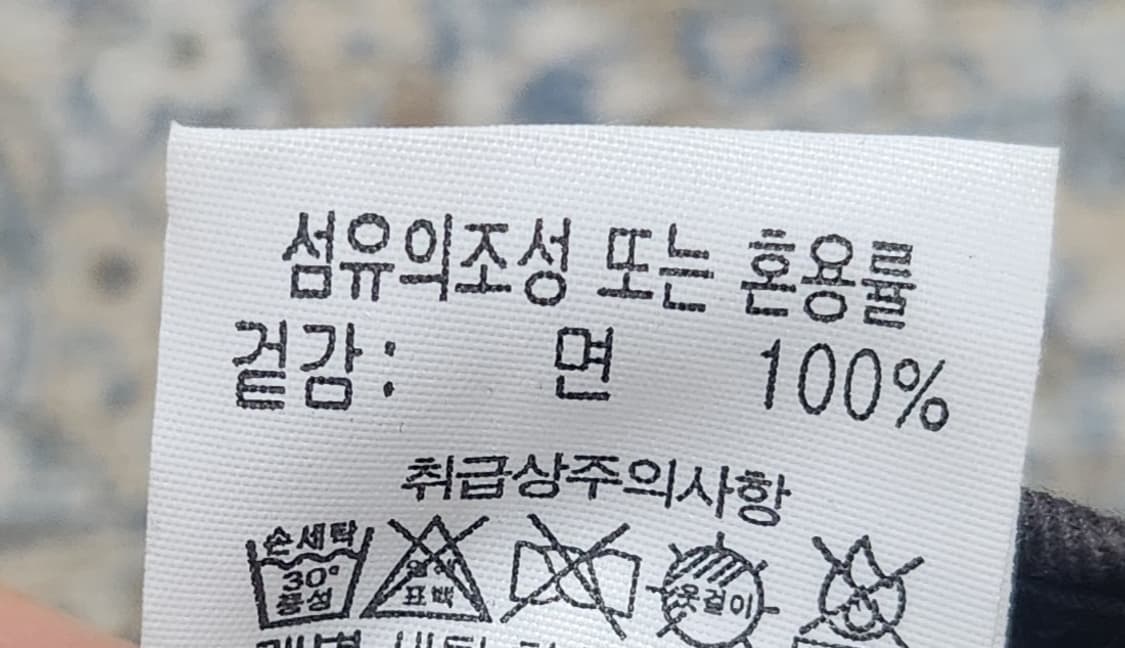 섬유의조성 또는 혼용률
겉감: 면 100%
취급상주의사항
손세탁
30°
중성
표백
옷걸이